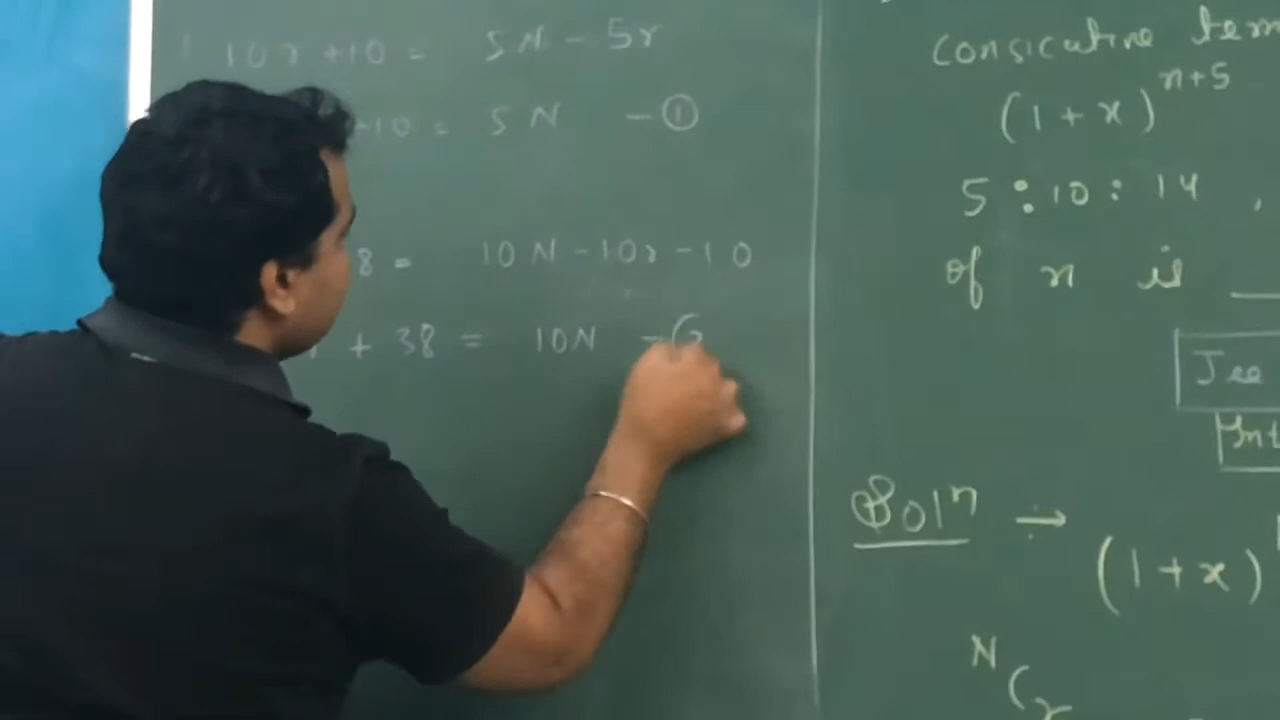 10r + 10 = 5N - 5r
+10 = 5N - ①
8 = 10N - 10r - 10
r + 38 = 10N -
consicutive term
(1 + x)^n+5
5 : 10 : 14 ,
of n is
Jee
Soln →
(1 + x)
N C r